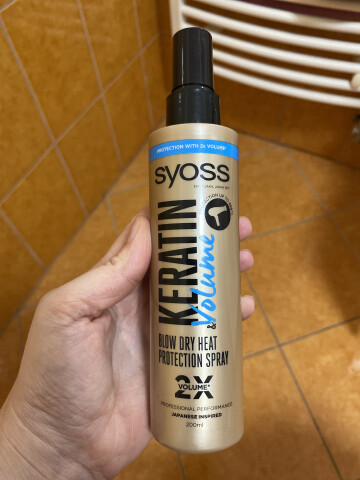 PROTECTION WITH 2x VOLUME*
syoss
KERATIN
& Volume
BLOW DRY HEAT
PROTECTION SPRAY
2X
VOLUME*
PROFESSIONAL PERFORMANCE
JAPANESE INSPIRED
200ml